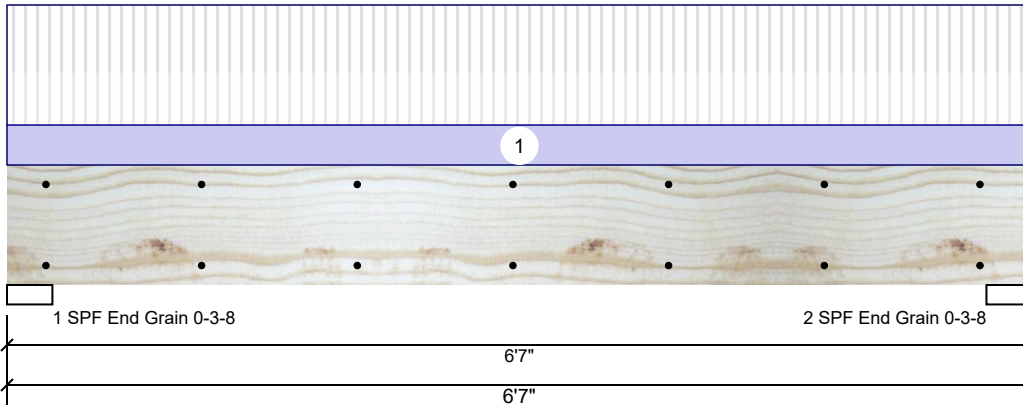 1
1 SPF End Grain 0-3-8
2 SPF End Grain 0-3-8
6'7"
6'7"